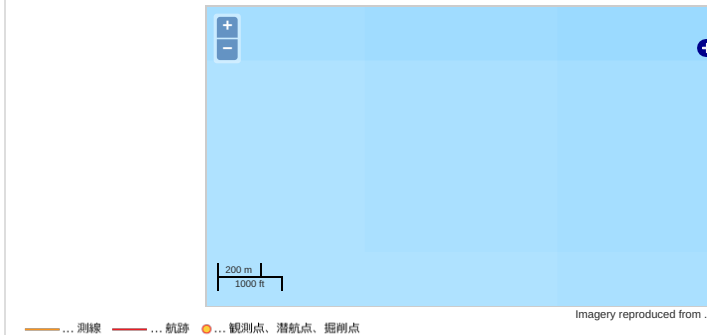 +
−
200 m
1000 ft
Imagery reproduced from .
... 測線 ... 航跡 ... 観測点、潜航点、掘削点